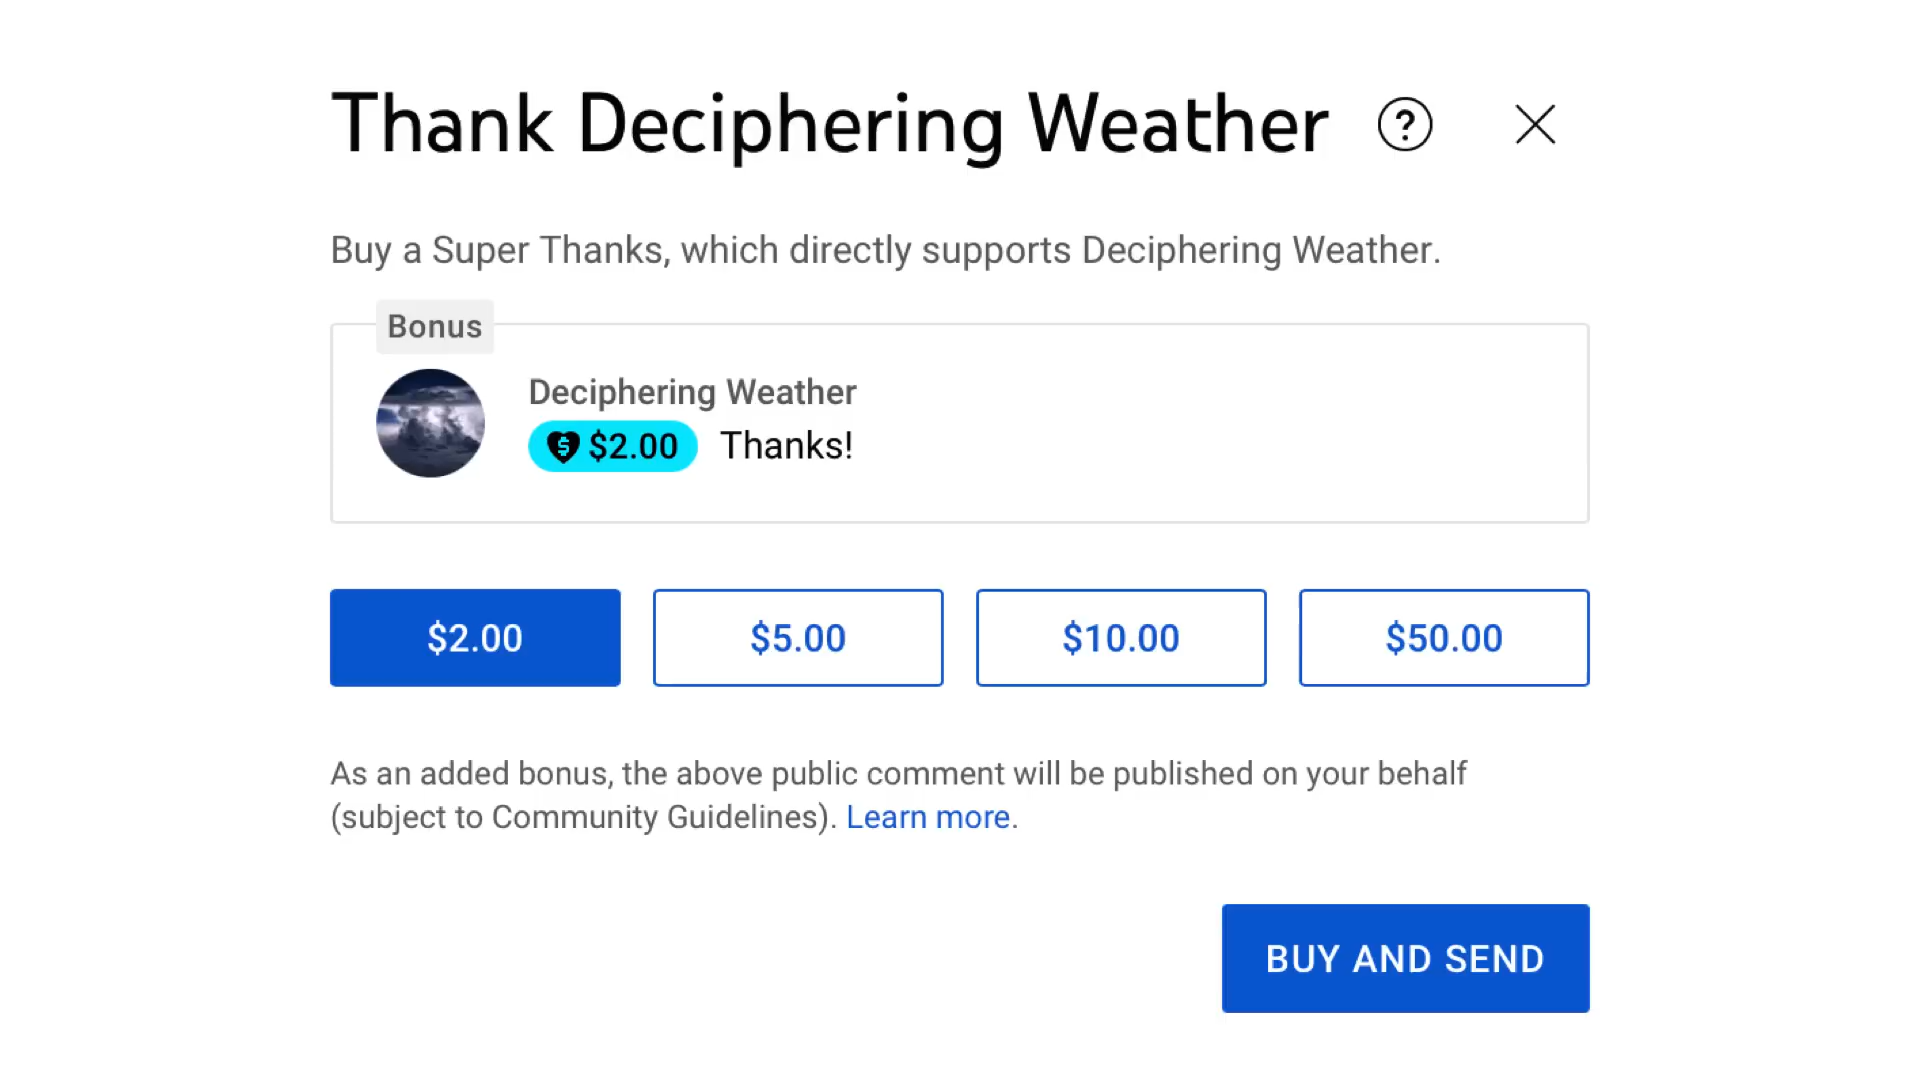 Thank Deciphering Weather ?
Buy a Super Thanks, which directly supports Deciphering Weather.
Bonus
Deciphering Weather
$ $2.00 Thanks!
$2.00 $5.00 $10.00 $50.00
As an added bonus, the above public comment will be published on your behalf
(subject to Community Guidelines). Learn more.
BUY AND SEND